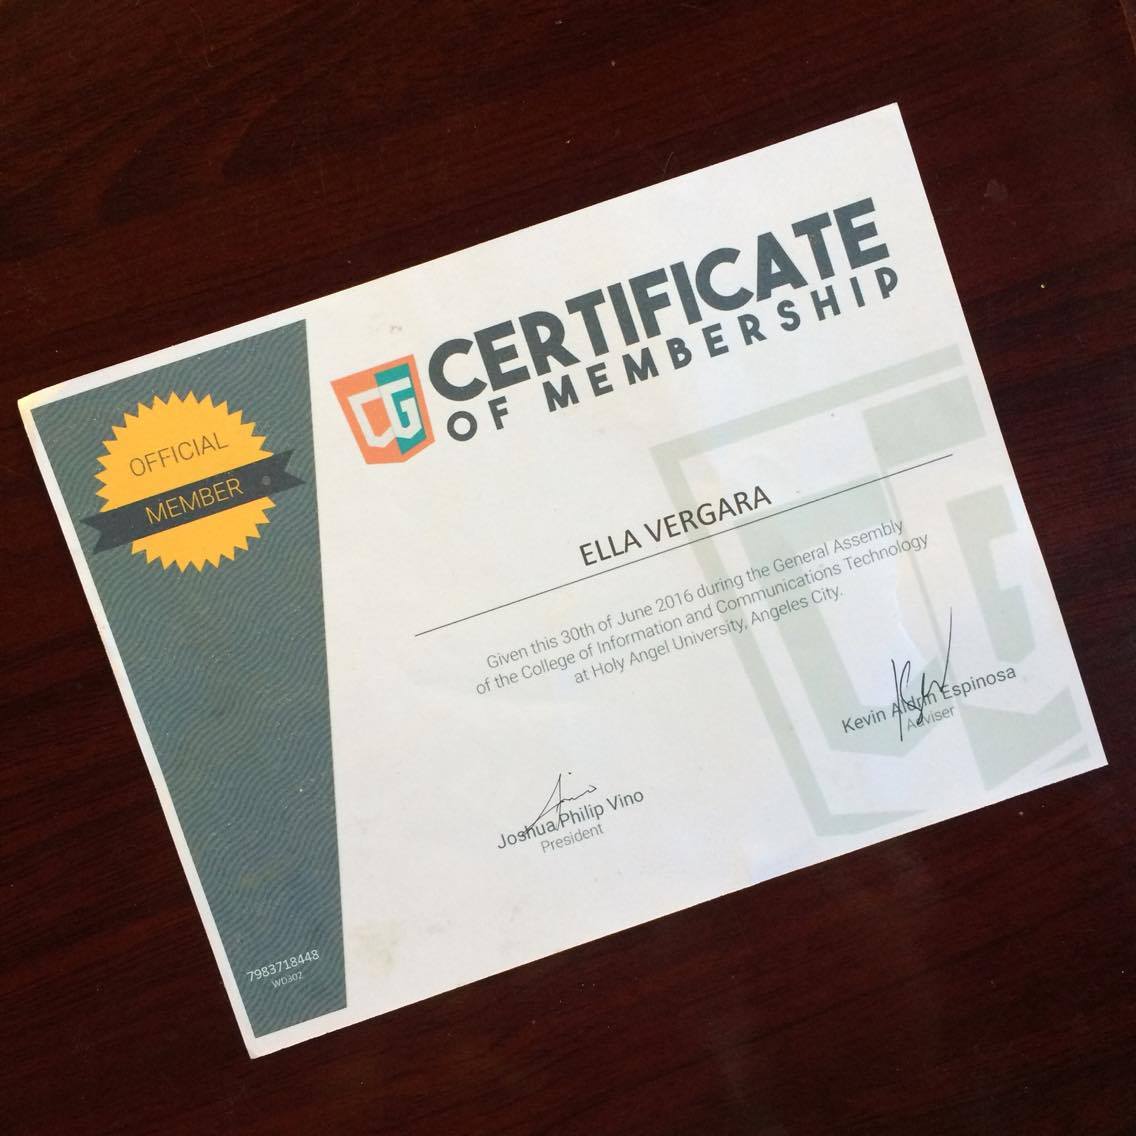 CERTIFICATE
OF MEMBERSHIP
OFFICIAL
MEMBER
ELLA VERGARA
Given this 30th of June 2016 during the General Assembly
of the College of Information and Communications Technology
at Holy Angel University, Angeles City.
Kevin Aldrin Espinosa
Adviser
Joshua Philip Vino
President
7983718448
WD302